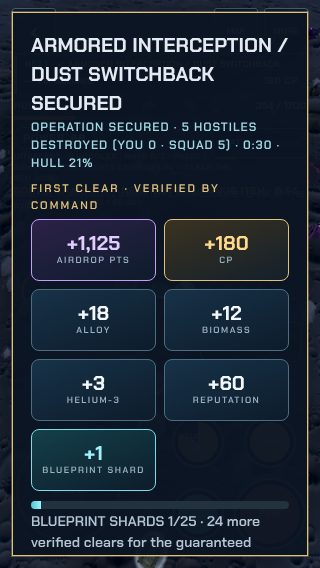 ARMORED INTERCEPTION /
DUST SWITCHBACK
SECURED
OPERATION SECURED · 5 HOSTILES
DESTROYED (YOU 0 · SQUAD 5) · 0:30 ·
HULL 21%
FIRST CLEAR · VERIFIED BY
COMMAND
+1,125
AIRDROP PTS
+180
CP
+18
ALLOY
+12
BIOMASS
+3
HELIUM-3
+60
REPUTATION
+1
BLUEPRINT SHARD
BLUEPRINT SHARDS 1/25 · 24 more
verified clears for the guaranteed